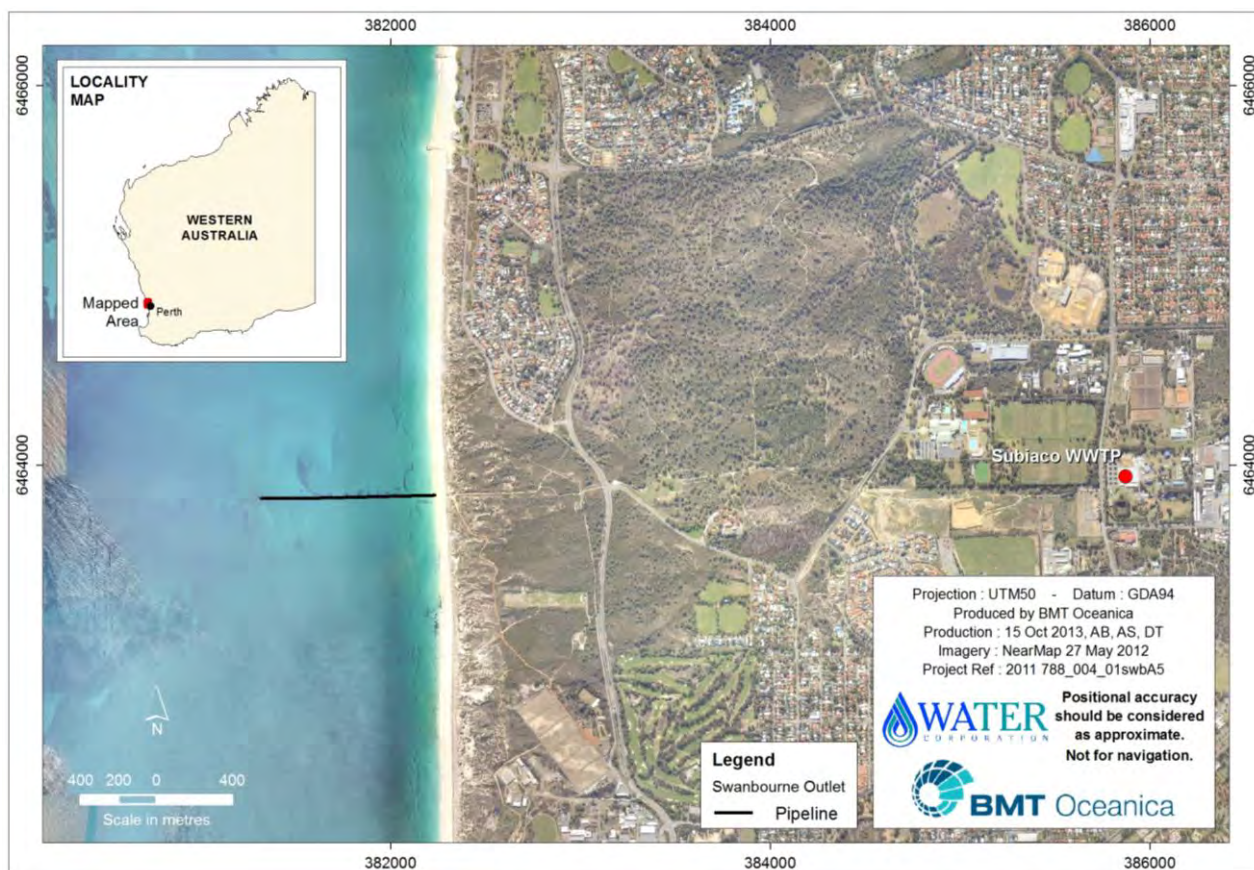 382000
384000
386000
6466000
6466000
LOCALITY
MAP
WESTERN
AUSTRALIA
Mapped
Area
Perth
6464000
6464000
Subiaco WWTP
N
400 200 0 400
Scale in metres
Legend
Swanbourne Outlet
Pipeline
Projection : UTM50 - Datum : GDA94
Produced by BMT Oceanica
Production : 15 Oct 2013, AB, AS, DT
Imagery : NearMap 27 May 2012
Project Ref : 2011 788_004_01swbA5
WATER
CORPORATION
Positional accuracy
should be considered
as approximate.
Not for navigation.
BMT Oceanica
382000
384000
386000